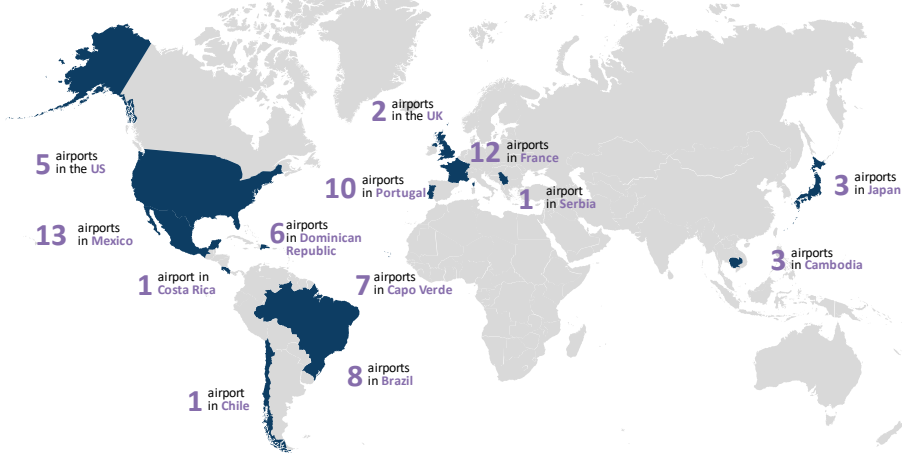 2 airports
in the UK
12 airports
in France
5 airports
in the US
10 airports
in Portugal
1 airport
in Serbia
3 airports
in Japan
13 airports
in Mexico
6 airports
in Dominican
Republic
3 airports
in Cambodia
1 airport in
Costa Rica
7 airports
in Capo Verde
8 airports
in Brazil
1 airport
in Chile